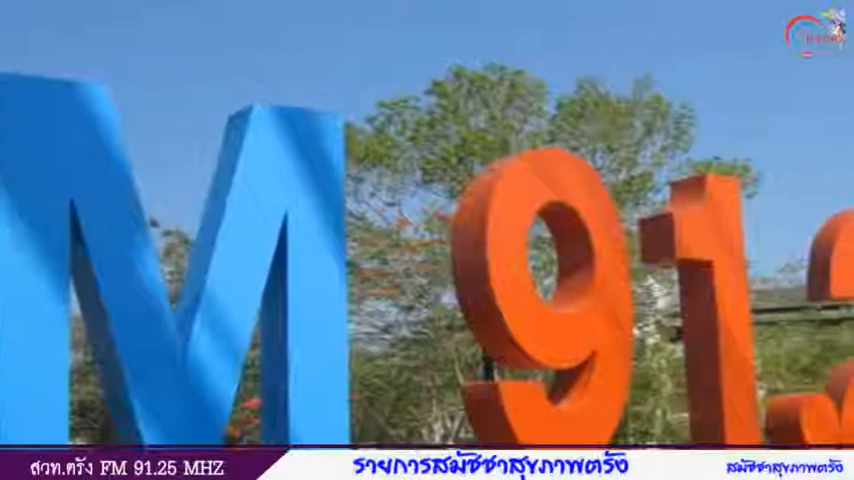 M 91.2
สวท.ตรัง FM 91.25 MHZ
รายการสมัชชาสุขภาพตรัง
สมัชชาสุขภาพตรัง